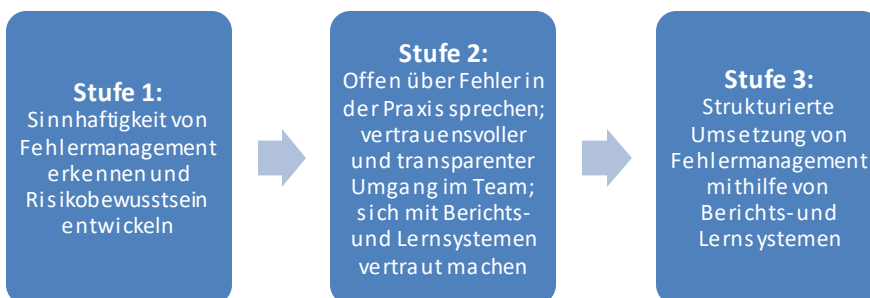 Stufe 1:
Sinnhaftigkeit von
Fehlermanagement
erkennen und
Risikobewusstsein
entwickeln
Stufe 2:
Offen über Fehler in
der Praxis sprechen;
vertrauensvoller
und transparenter
Umgang im Team;
sich mit Berichts-
und Lernsystemen
vertraut machen
Stufe 3:
Strukturierte
Umsetzung von
Fehlermanagement
mithilfe von
Berichts- und
Lernsystemen